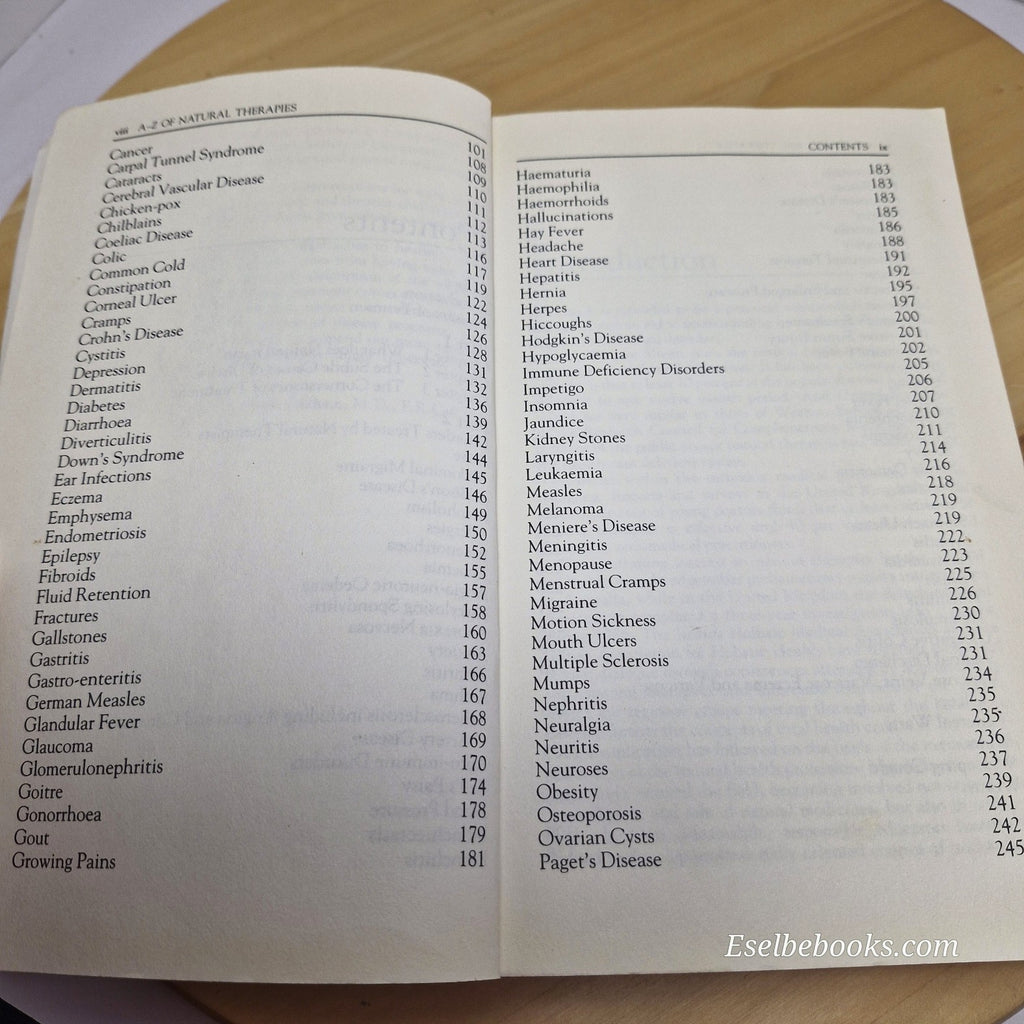 viii A–Z OF NATURAL THERAPIES
Cancer 101
Carpal Tunnel Syndrome 108
Cataracts 109
Cerebral Vascular Disease 110
Chicken-pox 111
Chilblains 112
Coeliac Disease 113
Colic 116
Common Cold 117
Constipation 119
Corneal Ulcer 122
Cramps 124
Crohn's Disease 126
Cystitis 128
Depression 131
Dermatitis 132
Diabetes 136
Diarrhoea 139
Diverticulitis 142
Down's Syndrome 144
Ear Infections 145
Eczema 146
Emphysema 149
Endometriosis 150
Epilepsy 152
Fibroids 155
Fluid Retention 157
Fractures 158
Gallstones 160
Gastritis 163
Gastro-enteritis 166
German Measles 167
Glandular Fever 168
Glaucoma 169
Glomerulonephritis 170
Goitre 174
Gonorrhoea 178
Gout 179
Growing Pains 181
CONTENTS ix
Haematuria 183
Haemophilia 183
Haemorrhoids 183
Hallucinations 185
Hay Fever 186
Headache 188
Heart Disease 191
Hepatitis 192
Hernia 195
Herpes 197
Hiccoughs 200
Hodgkin's Disease 201
Hypoglycaemia 202
Immune Deficiency Disorders 205
Impetigo 206
Insomnia 207
Jaundice 210
Kidney Stones 211
Laryngitis 214
Leukaemia 216
Measles 218
Melanoma 219
Meniere's Disease 219
Meningitis 222
Menopause 223
Menstrual Cramps 225
Migraine 226
Motion Sickness 230
Mouth Ulcers 231
Multiple Sclerosis 231
Mumps 234
Nephritis 235
Neuralgia 235
Neuritis 236
Neuroses 237
Obesity 239
Osteoporosis 241
Ovarian Cysts 242
Paget's Disease 245
Eselbebooks.com